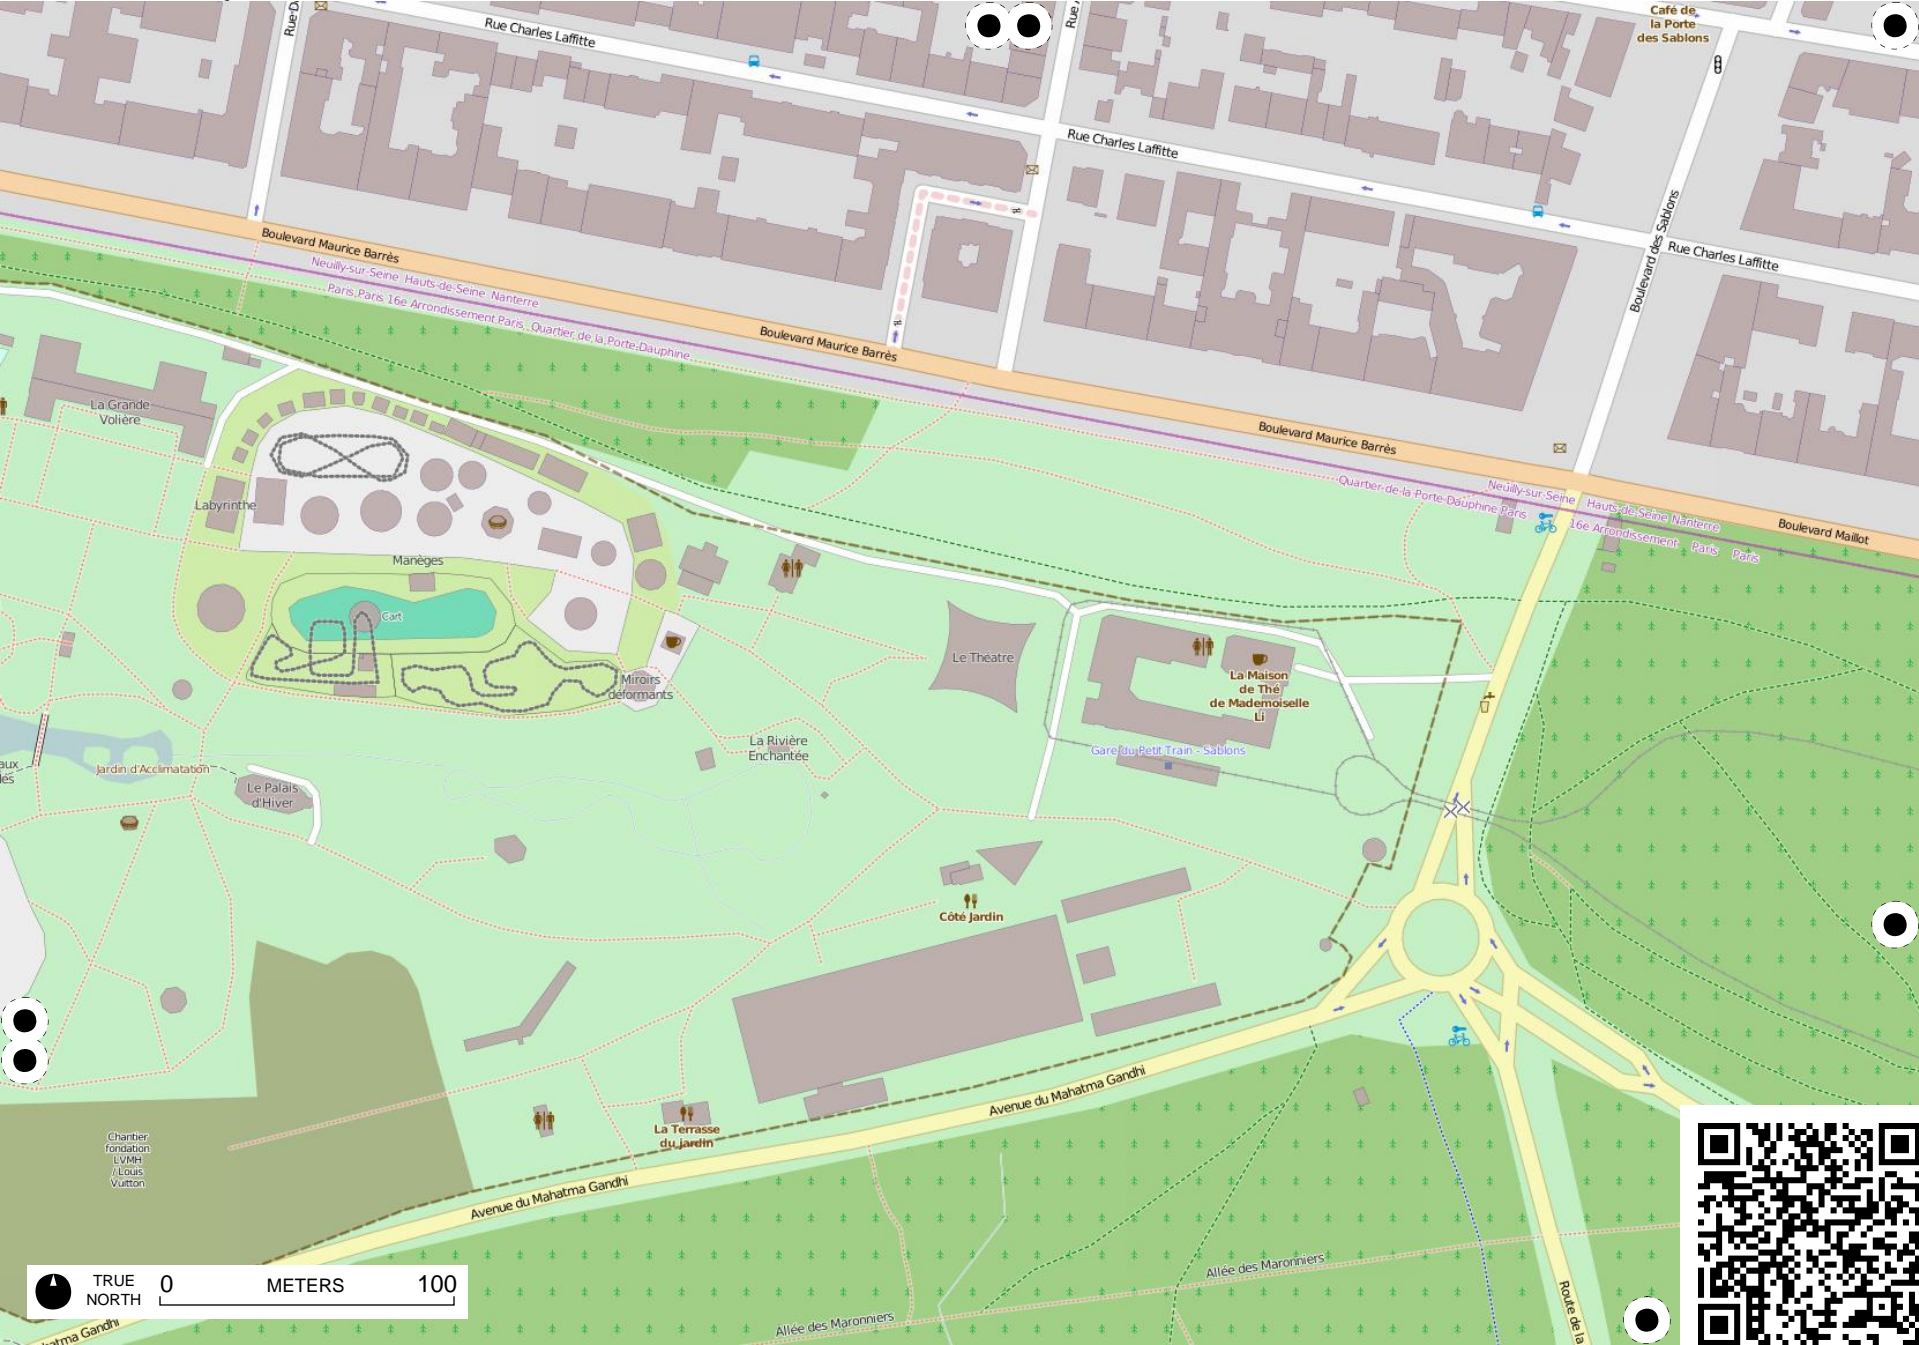 Café de
la Porte
des Sablons
Rue Charles Laffitte
Rue Charles Laffitte
Rue Charles Laffitte
Boulevard des Sablons
Boulevard Maurice Barrès
Neuilly-sur-Seine Hauts-de-Seine Nanterre
Paris Paris 16e Arrondissement Paris Quartier de la Porte-Dauphine
Boulevard Maurice Barrès
Boulevard Maurice Barrès
Quartier de la Porte Dauphine Paris
Neuilly-sur-Seine Hauts-de-Seine Nanterre
16e Arrondissement Paris Paris
Boulevard Maillot
La Grande
Volière
Labyrinthe
Manèges
Cart
Miroirs
déformants
Le Théatre
La Maison
de Thé
de Mademoiselle
Li
Gare du Petit Train - Sablons
La Rivière
Enchantée
Jardin d'Acclimatation
Le Palais
d'Hiver
Côté Jardin
La Terrasse
du jardin
Avenue du Mahatma Gandhi
Avenue du Mahatma Gandhi
Chantier
fondation
LVMH
/ Louis
Vuitton
Allée des Maronniers
Allée des Maronniers
Route de la
TRUE
NORTH
0 METERS 100